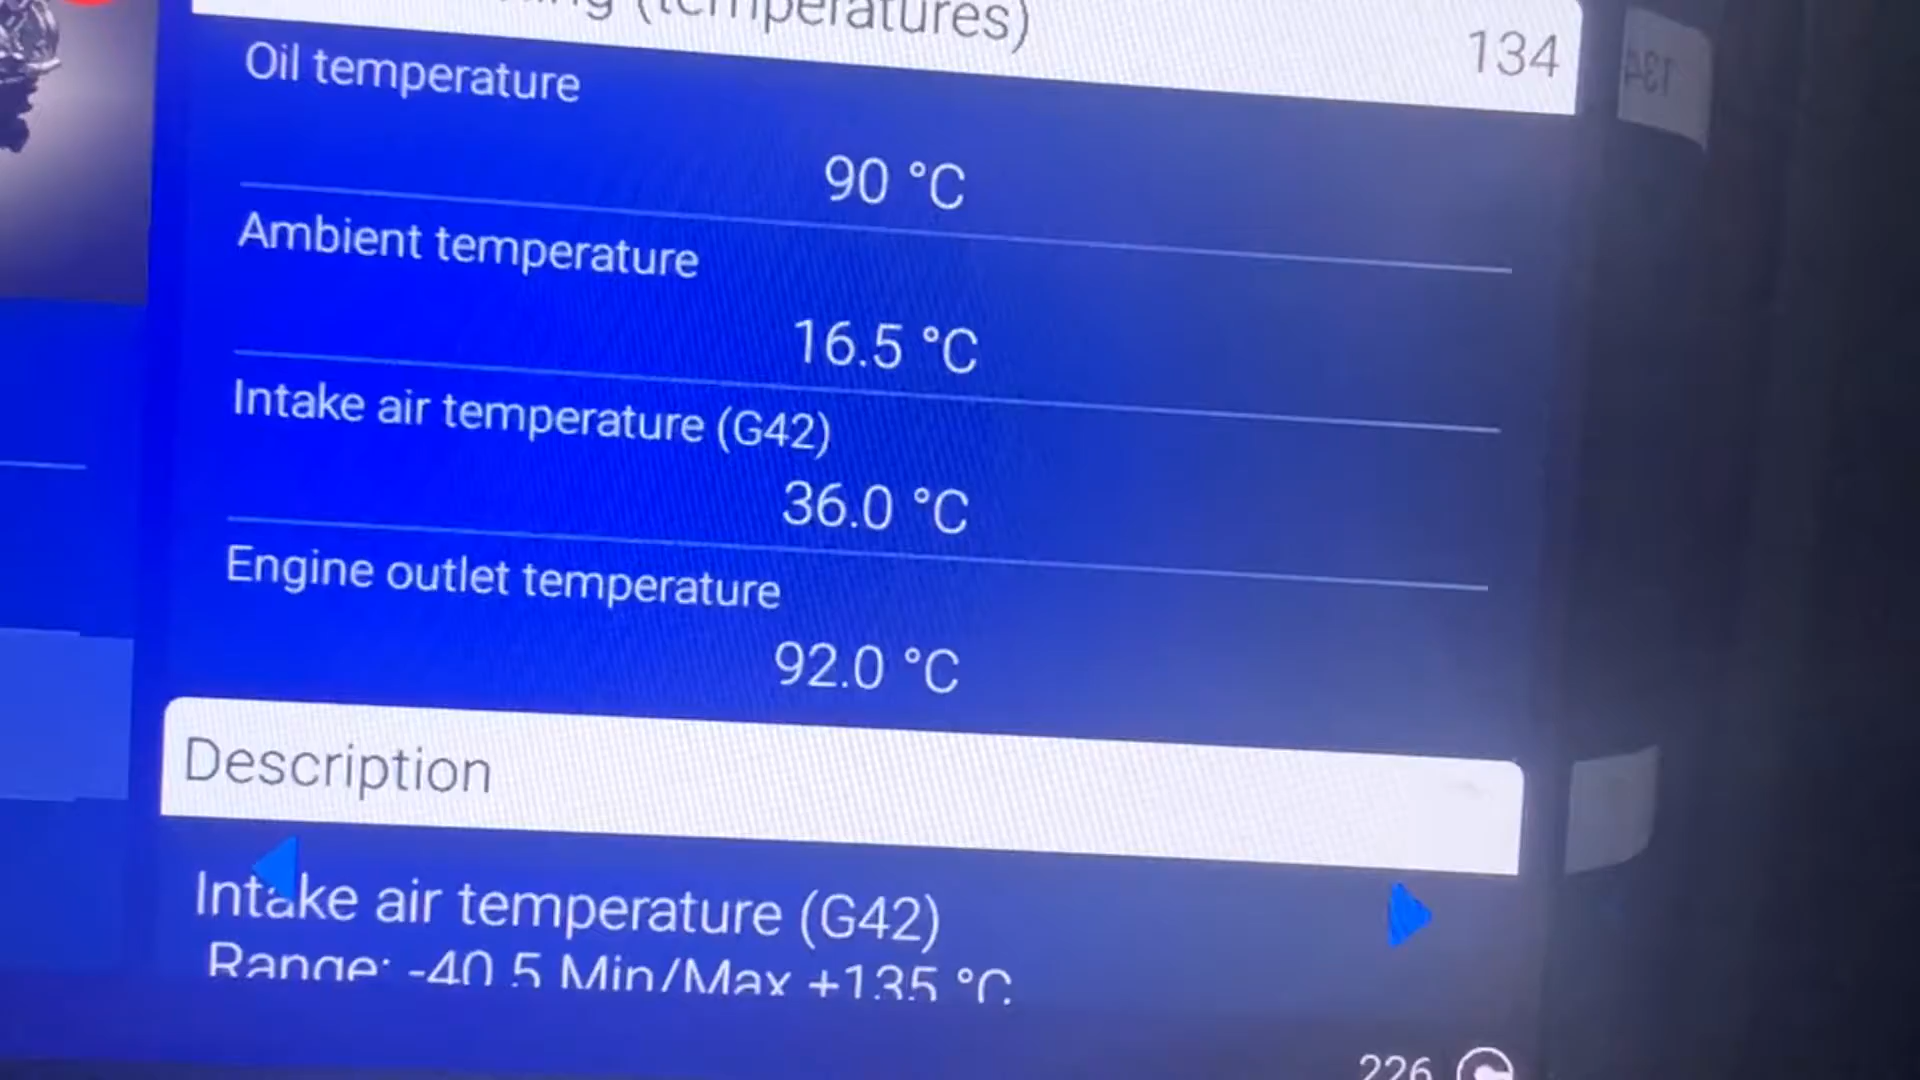 (temperatures)
134
Oil temperature
90 °C
Ambient temperature
16.5 °C
Intake air temperature (G42)
36.0 °C
Engine outlet temperature
92.0 °C
Description
Intake air temperature (G42)
Range: -40.5 Min/Max +135 °C
226